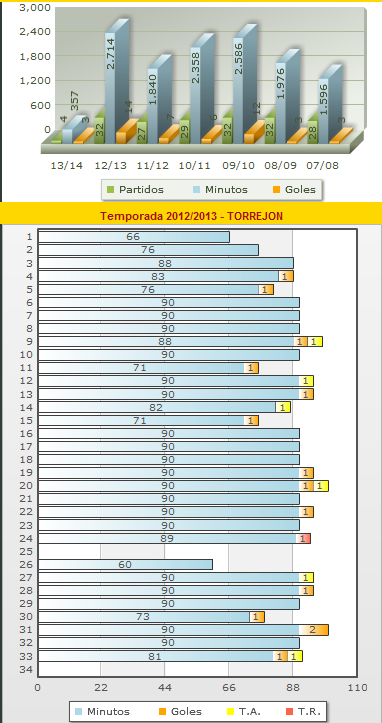 3,000
2,400
1,800
1,200
600
0
4 357 3
32 2.714 14
27 1.840 7
29 2.358 6
32 2.586 12
32 1.976 3
28 1.596 3
13/14 12/13 11/12 10/11 09/10 08/09 07/08
Partidos Minutos Goles
Temporada 2012/2013 - TORREJON
1 66
2 76
3 88
4 83 1
5 76 1
6 90
7 90
8 90
9 88 1 1
10 90
11 71 1
12 90 1
13 90 1
14 82 1
15 71 1
16 90
17 90
18 90
19 90 1
20 90 1 1
21 90
22 90 1
23 90
24 89 1
25
26 60
27 90 1
28 90 1
29 90
30 73 1
31 90 2
32 90
33 81 1 1
34
0 22 44 66 88 110
Minutos Goles T.A. T.R.